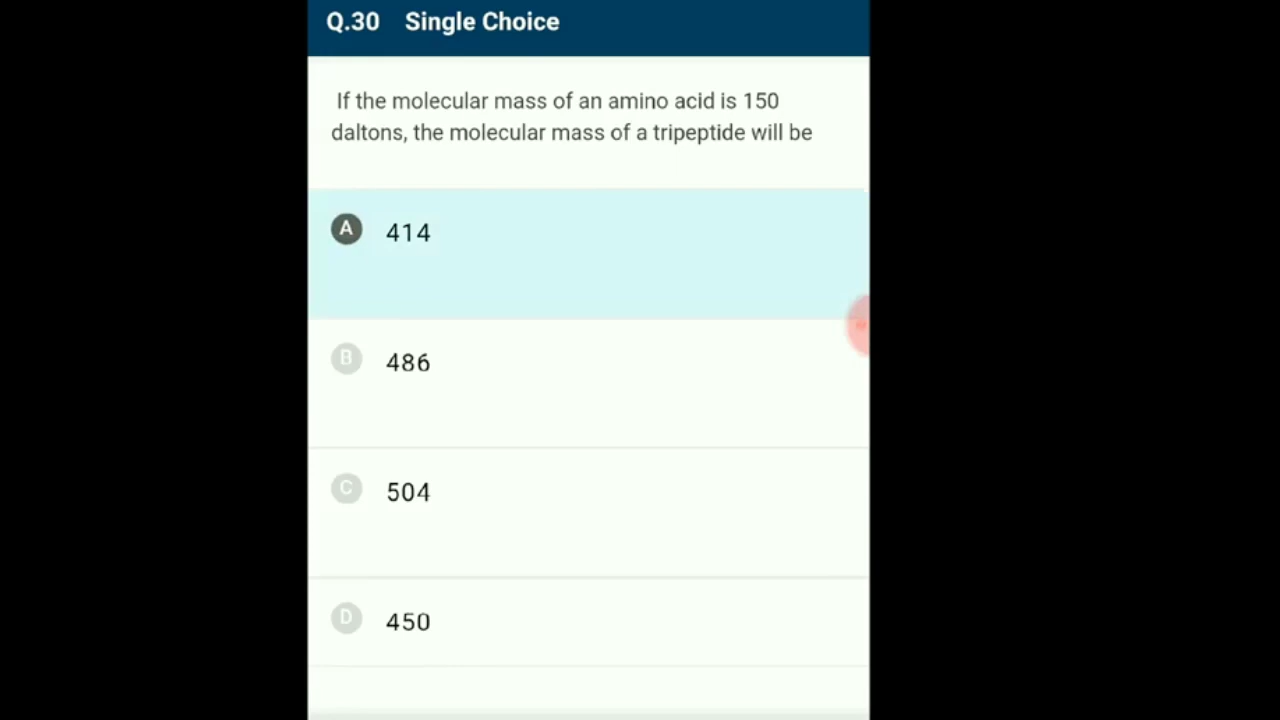 Q.30 Single Choice
If the molecular mass of an amino acid is 150
daltons, the molecular mass of a tripeptide will be
A 414
B 486
C 504
D 450